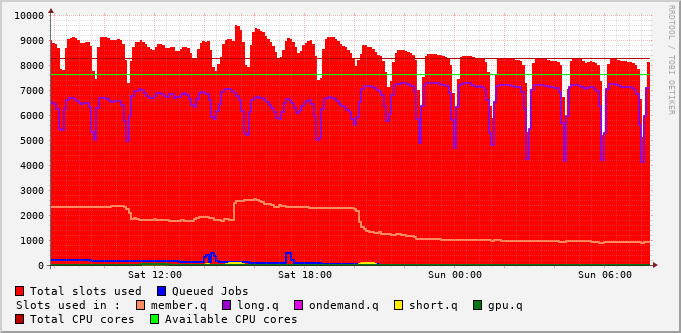 10000
9000
8000
7000
6000
5000
4000
3000
2000
1000
0
Sat 12:00 Sat 18:00 Sun 00:00 Sun 06:00
Total slots used Queued Jobs
Slots used in : member.q long.q ondemand.q short.q gpu.q
Total CPU cores Available CPU cores
RRDTOOL / TOBI OETIKER